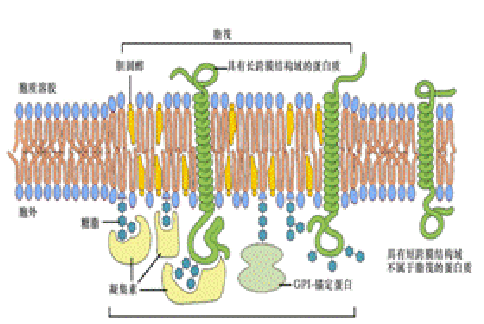 胞筏
胆固醇
具有长跨膜结构域的蛋白质
胞质溶胶
胞外
糖脂
凝集素
GPI-锚定蛋白
具有短跨膜结构域
不属于脂筏的蛋白质